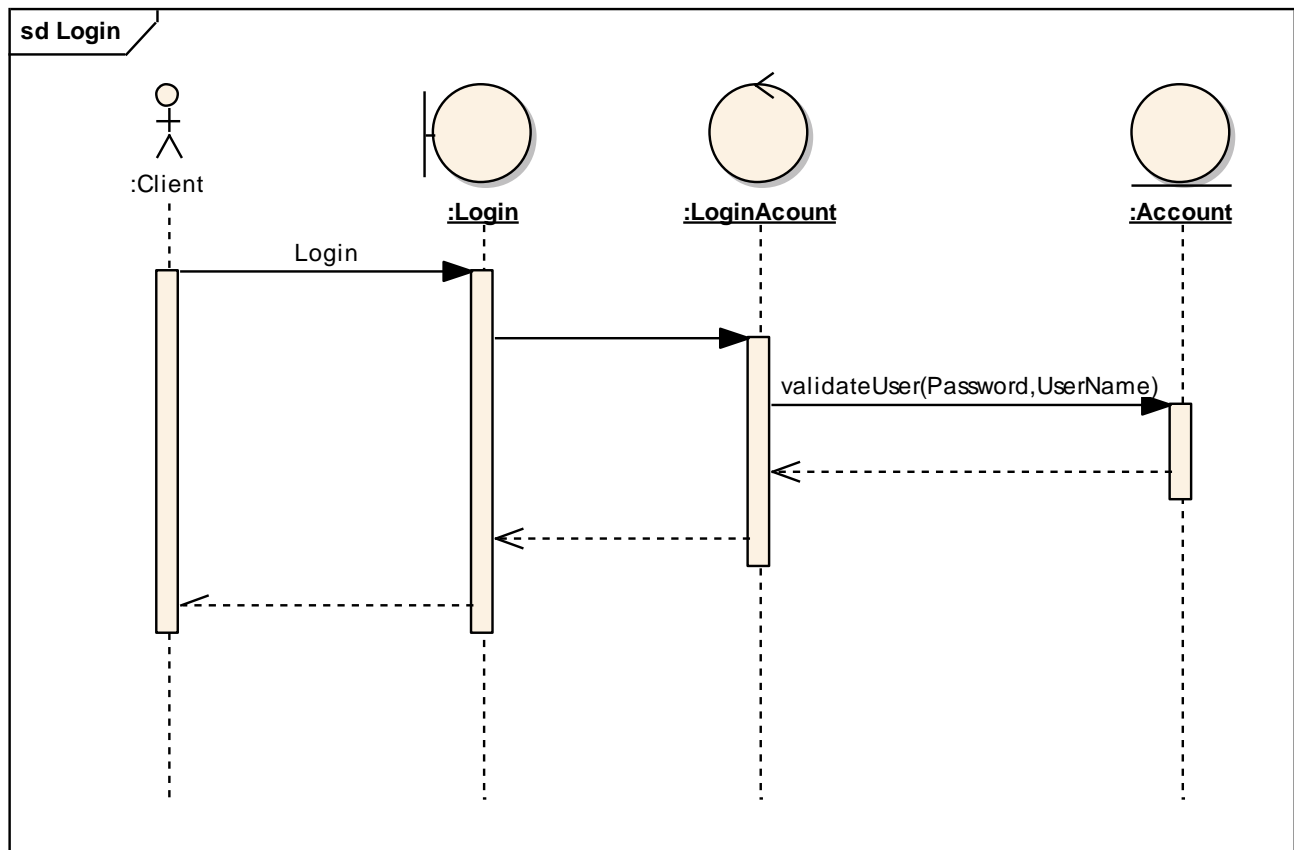 sd Login
:Client
:Login
:LoginAcount
:Account
Login
validateUser(Password,UserName)